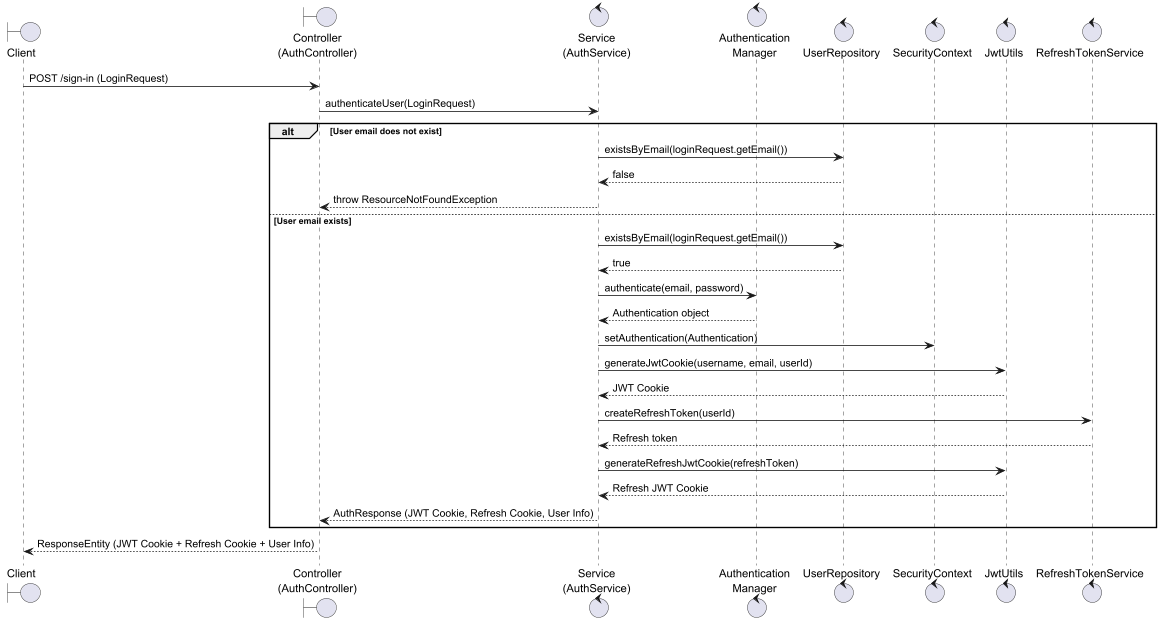 Client
Controller
(AuthController)
Service
(AuthService)
Authentication
Manager
UserRepository
SecurityContext
JwtUtils
RefreshTokenService
POST /sign-in (LoginRequest)
authenticateUser(LoginRequest)
alt
[User email does not exist]
existsByEmail(loginRequest.getEmail())
false
throw ResourceNotFoundException
[User email exists]
existsByEmail(loginRequest.getEmail())
true
authenticate(email, password)
Authentication object
setAuthentication(Authentication)
generateJwtCookie(username, email, userId)
JWT Cookie
createRefreshToken(userId)
Refresh token
generateRefreshJwtCookie(refreshToken)
Refresh JWT Cookie
AuthResponse (JWT Cookie, Refresh Cookie, User Info)
ResponseEntity (JWT Cookie + Refresh Cookie + User Info)
Client
Controller
(AuthController)
Service
(AuthService)
Authentication
Manager
UserRepository
SecurityContext
JwtUtils
RefreshTokenService